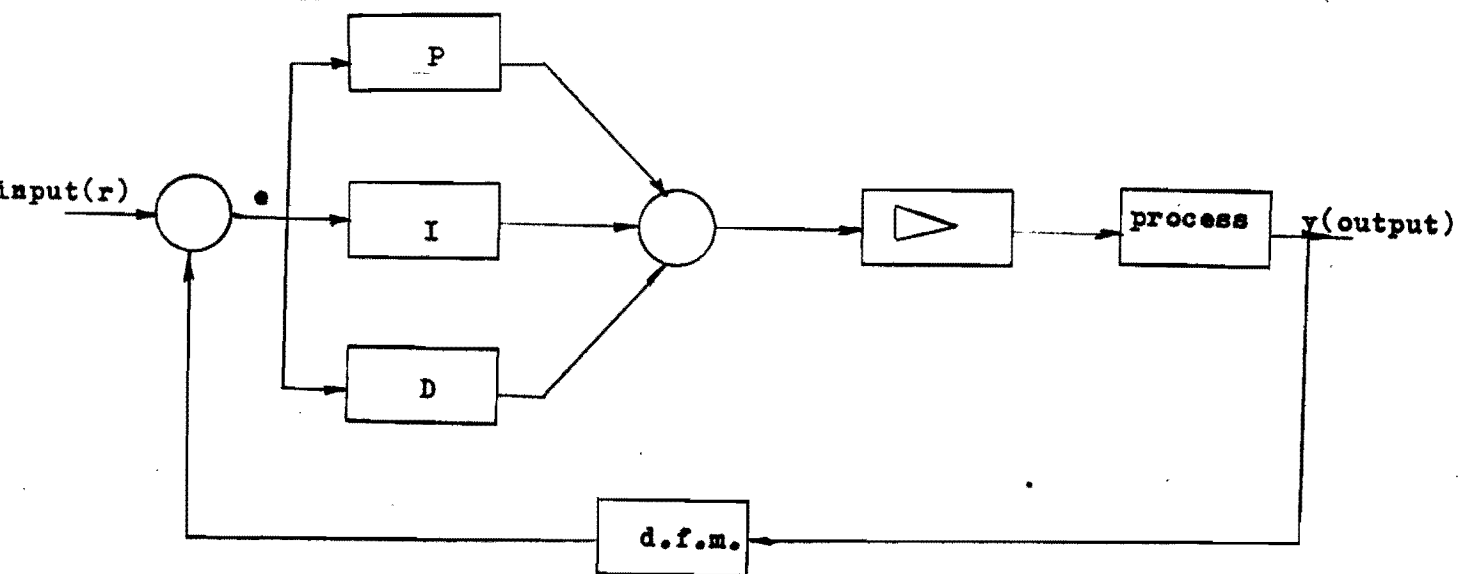 P
input(r)
e
I
process
y(output)
D
d.f.m.